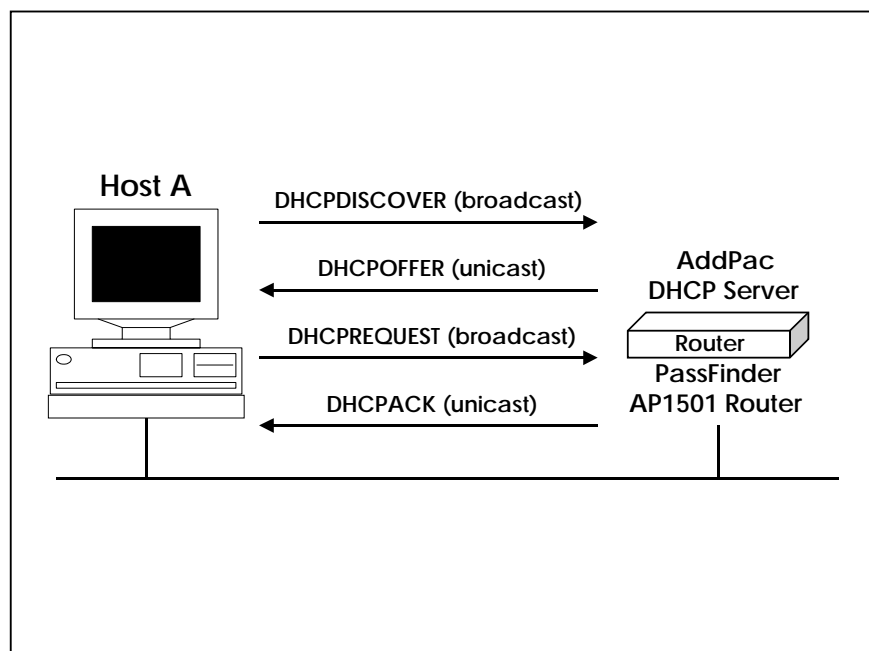 Host A
DHCPDISCOVER (broadcast)
DHCPOFFER (unicast)
DHCPREQUEST (broadcast)
DHCPACK (unicast)
AddPac
DHCP Server
Router
PassFinder
AP1501 Router